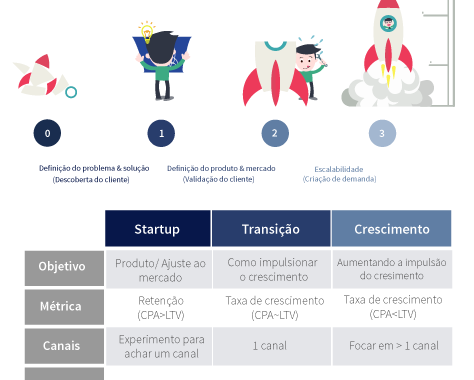 0
1
2
3
Definição do problema & solução
(Descoberta do cliente)
Definição do produto & mercado
(Validação do cliente)
Escalabilidade
(Criação de demanda)
Startup
Transição
Crescimento
Objetivo
Produto/ Ajuste ao
mercado
Como impulsionar
o crescimento
Aumentando a impulsão
do cresimento
Métrica
Retenção
(CPA>LTV)
Taxa de crescimento
(CPA~LTV)
Taxa de crescimento
(CPA<LTV)
Canais
Experimento para
achar um canal
1 canal
Focar em > 1 canal